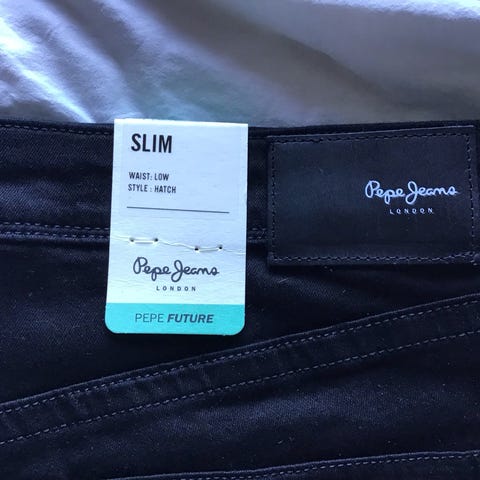 SLIM
WAIST: LOW
STYLE : HATCH
Pepe Jeans
LONDON
PEPE FUTURE
Pepe Jeans
LONDON